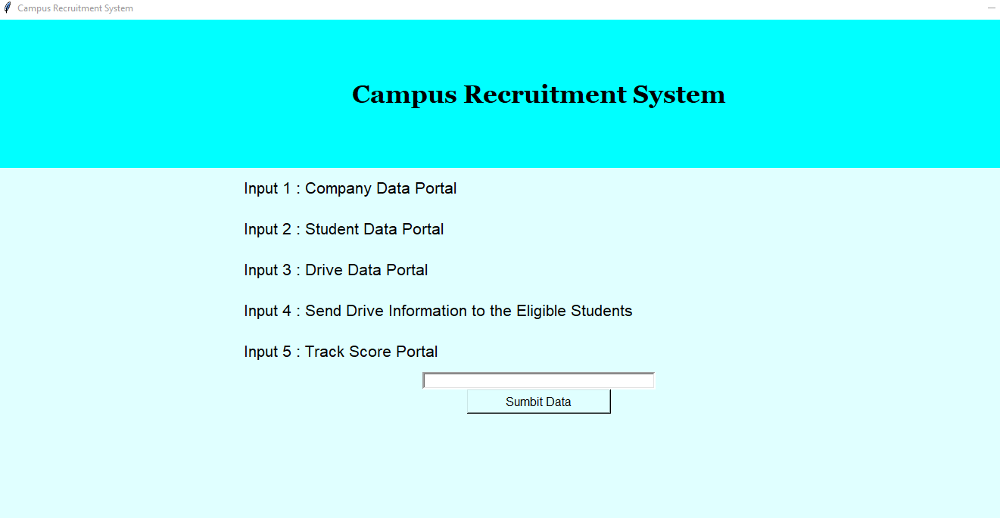 Campus Recruitment System
Campus Recruitment System
Input 1 : Company Data Portal
Input 2 : Student Data Portal
Input 3 : Drive Data Portal
Input 4 : Send Drive Information to the Eligible Students
Input 5 : Track Score Portal
Sumbit Data